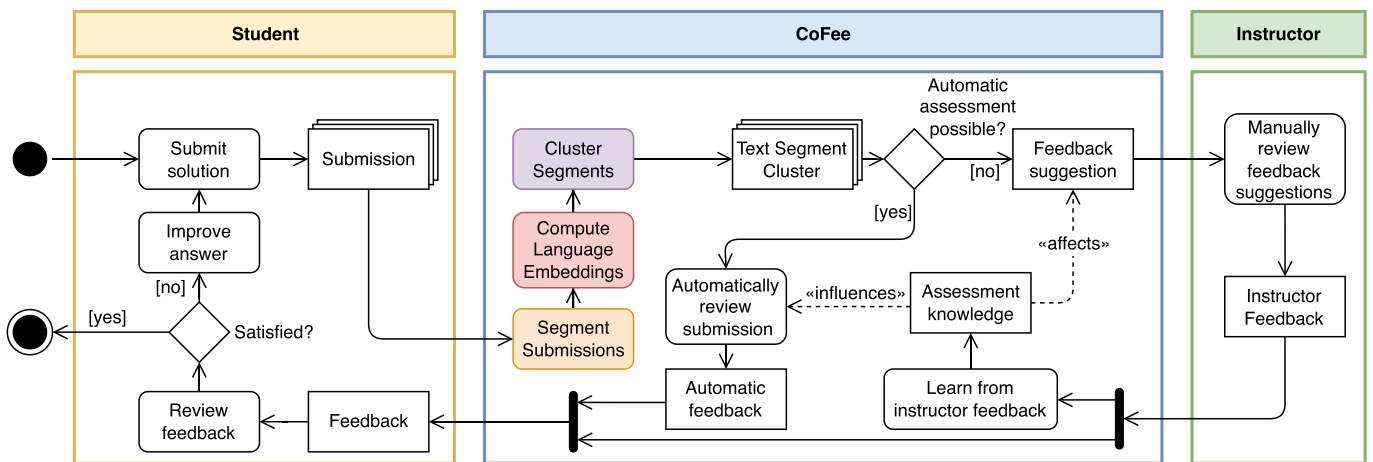 Student
CoFee
Instructor
Submit
solution
Submission
Improve
answer
[no]
[yes]
Satisfied?
Review
feedback
Feedback
Cluster
Segments
Compute
Language
Embeddings
Segment
Submissions
Text Segment
Cluster
Automatic
assessment
possible?
[no]
[yes]
Feedback
suggestion
«affects»
Automatically
review
submission
«influences»
Assessment
knowledge
Automatic
feedback
Learn from
instructor feedback
Manually
review
feedback
suggestions
Instructor
Feedback